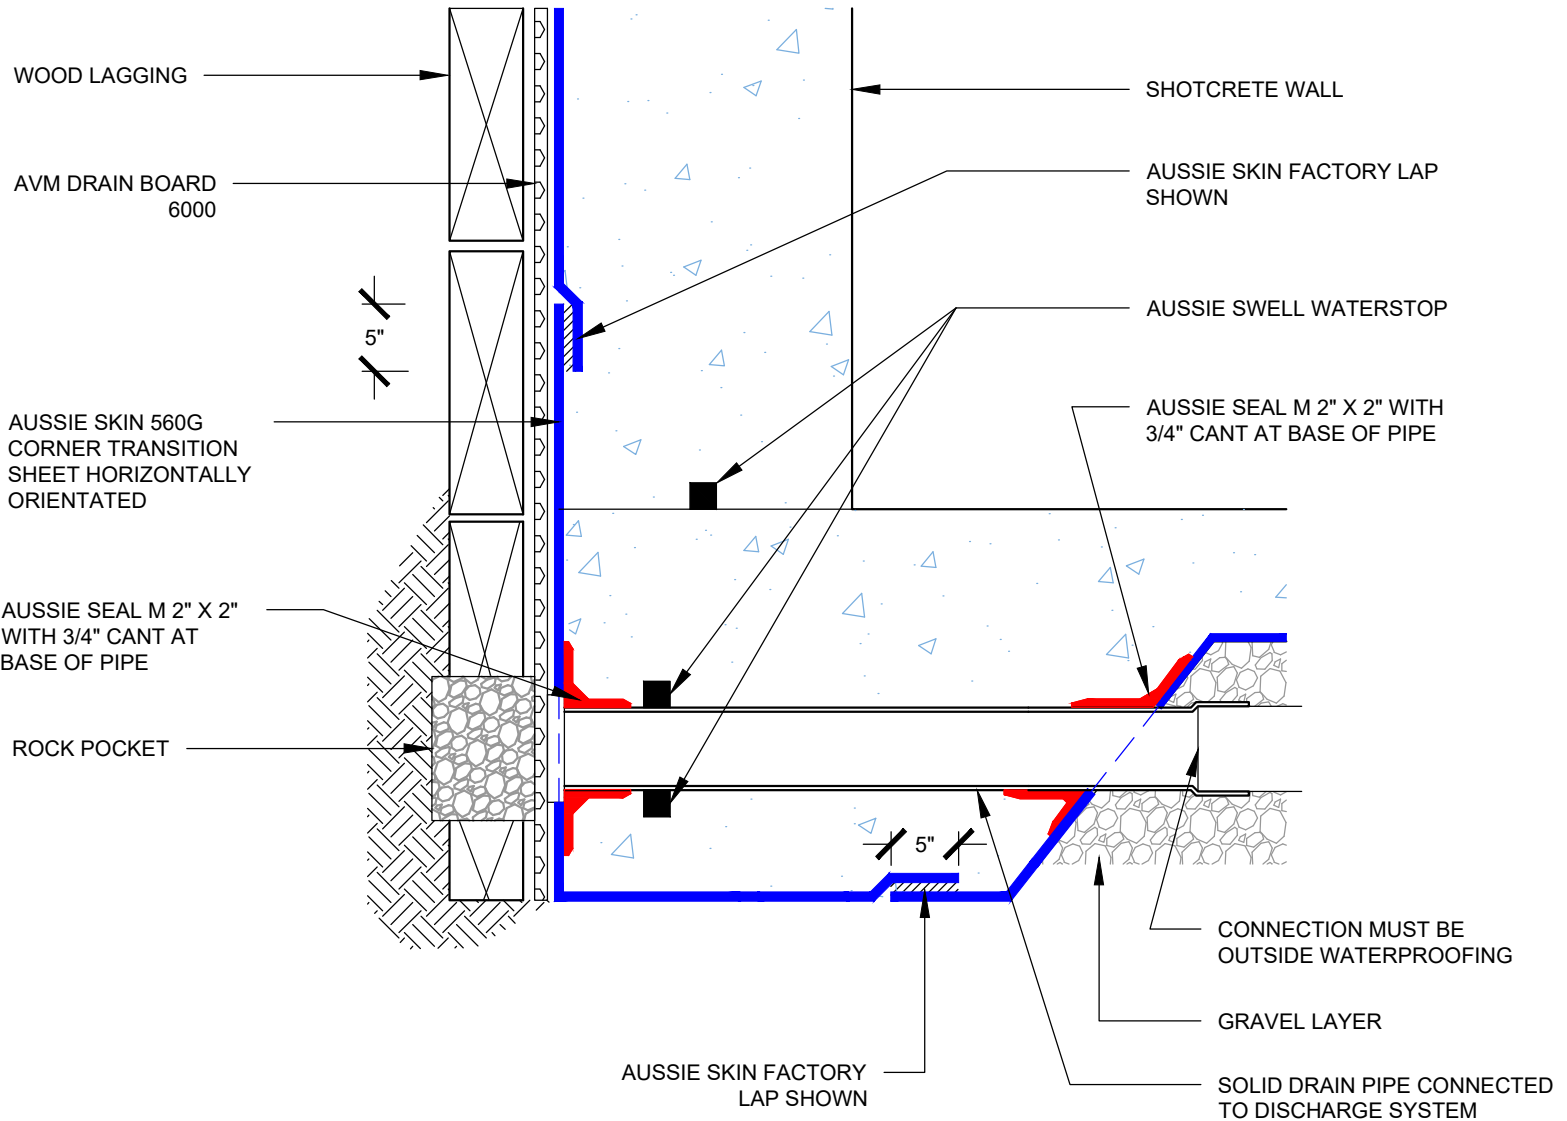 WOOD LAGGING
AVM DRAIN BOARD
6000
5"
AUSSIE SKIN 560G
CORNER TRANSITION
SHEET HORIZONTALLY
ORIENTATED
AUSSIE SEAL M 2" X 2"
WITH 3/4" CANT AT
BASE OF PIPE
ROCK POCKET
SHOTCRETE WALL
AUSSIE SKIN FACTORY LAP
SHOWN
AUSSIE SWELL WATERSTOP
AUSSIE SEAL M 2" X 2" WITH
3/4" CANT AT BASE OF PIPE
5"
CONNECTION MUST BE
OUTSIDE WATERPROOFING
GRAVEL LAYER
SOLID DRAIN PIPE CONNECTED
TO DISCHARGE SYSTEM
AUSSIE SKIN FACTORY
LAP SHOWN